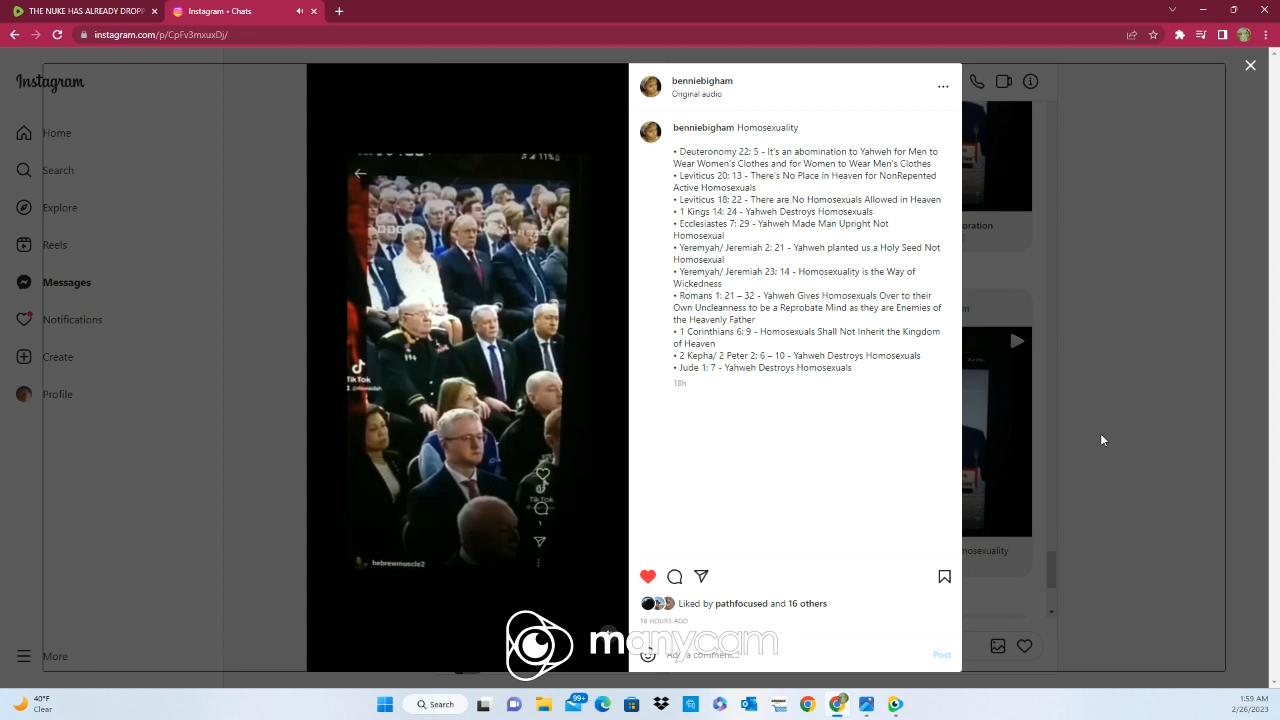 THE NUKE HAS ALREADY DROPP
Instagram • Chats
instagram.com/p/CpFv3mxuxDj/
Instagram
Home
Search
Explore
Reels
Messages
Notifications
Create
Profile
More
11%
BBC
TikTok
TikTok
1
hebrewmuscle2
benniebigham
Original audio
benniebigham Homosexuality
• Deuteronomy 22; 5 - It's an abomination to Yahweh for Men to
Wear Women's Clothes and for Women to Wear Men's Clothes
• Leviticus 20; 13 - There's No Place in Heaven for NonRepented
Active Homosexuals
• Leviticus 18; 22 - There are No Homosexuals Allowed in Heaven
• 1 Kings 14; 24 - Yahweh Destroys Homosexuals
• Ecclesiastes 7; 29 - Yahweh Made Man Upright Not
Homosexual
• Yeremyah/ Jeremiah 2; 21 - Yahweh planted us a Holy Seed Not
Homosexual
• Yeremyah/ Jeremiah 23; 14 - Homosexuality is the Way of
Wickedness
• Romans 1; 21 – 32 - Yahweh Gives Homosexuals Over to their
Own Uncleanness to be a Reprobate Mind as they are Enemies of
the Heavenly Father
• 1 Corinthians 6; 9 - Homosexuals Shall Not Inherit the Kingdom
of Heaven
• 2 Kepha/ 2 Peter 2; 6 – 10 - Yahweh Destroys Homosexuals
• Jude 1; 7 - Yahweh Destroys Homosexuals
18h
Liked by pathfocused and 16 others
18 HOURS AGO
Add a comment...
Post
oration
m
mosexuality
manycam
40°F
Clear
Search
99+
1:59 AM
2/26/2023